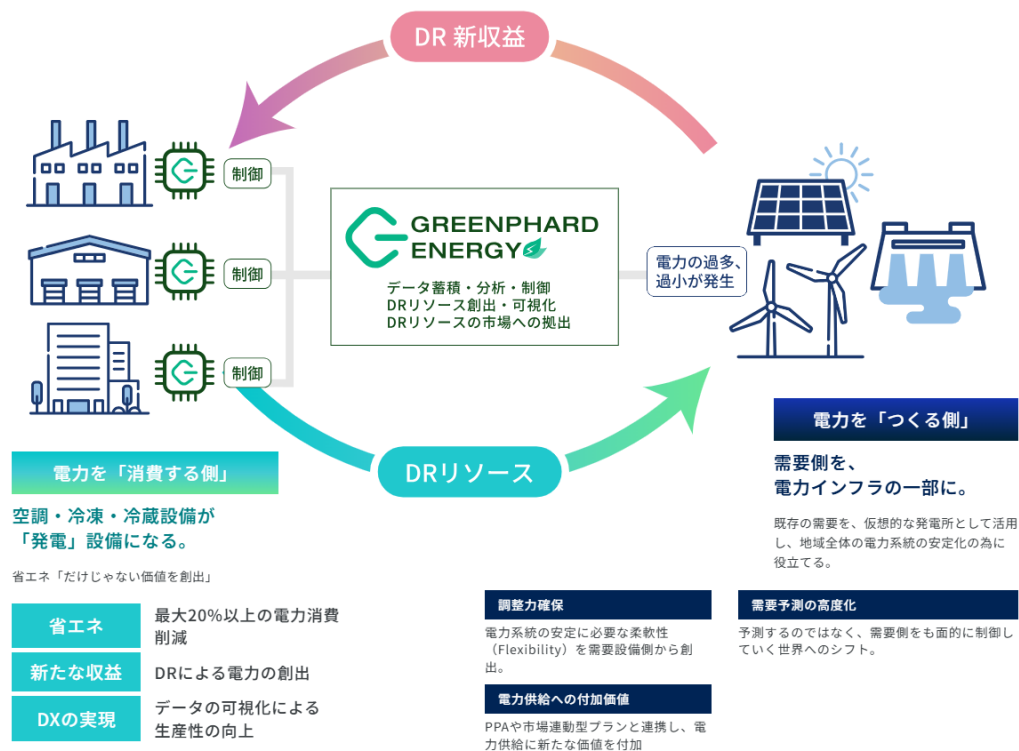 DR 新収益
制御
制御
制御
GREENPHARD
ENERGY
データ蓄積・分析・制御
DRリソース創出・可視化
DRリソースの市場への拠出
電力の過多、
過小が発生
DRリソース
電力を「消費する側」
空調・冷凍・冷蔵設備が
「発電」設備になる。
省エネ「だけじゃない価値を創出」
省エネ
最大20%以上の電力消費
削減
新たな収益
DRによる電力の創出
DXの実現
データの可視化による
生産性の向上
電力を「つくる側」
需要側を、
電力インフラの一部に。
既存の需要を、仮想的な発電所として活用
し、地域全体の電力系統の安定化の為に
役立てる。
調整力確保
電力系統の安定に必要な柔軟性
（Flexibility）を需要設備側から創
出。
需要予測の高度化
予測するのではなく、需要側をも面的に制御し
ていく世界へのシフト。
電力供給への付加価値
PPAや市場連動型プランと連携し、電
力供給に新たな価値を付加